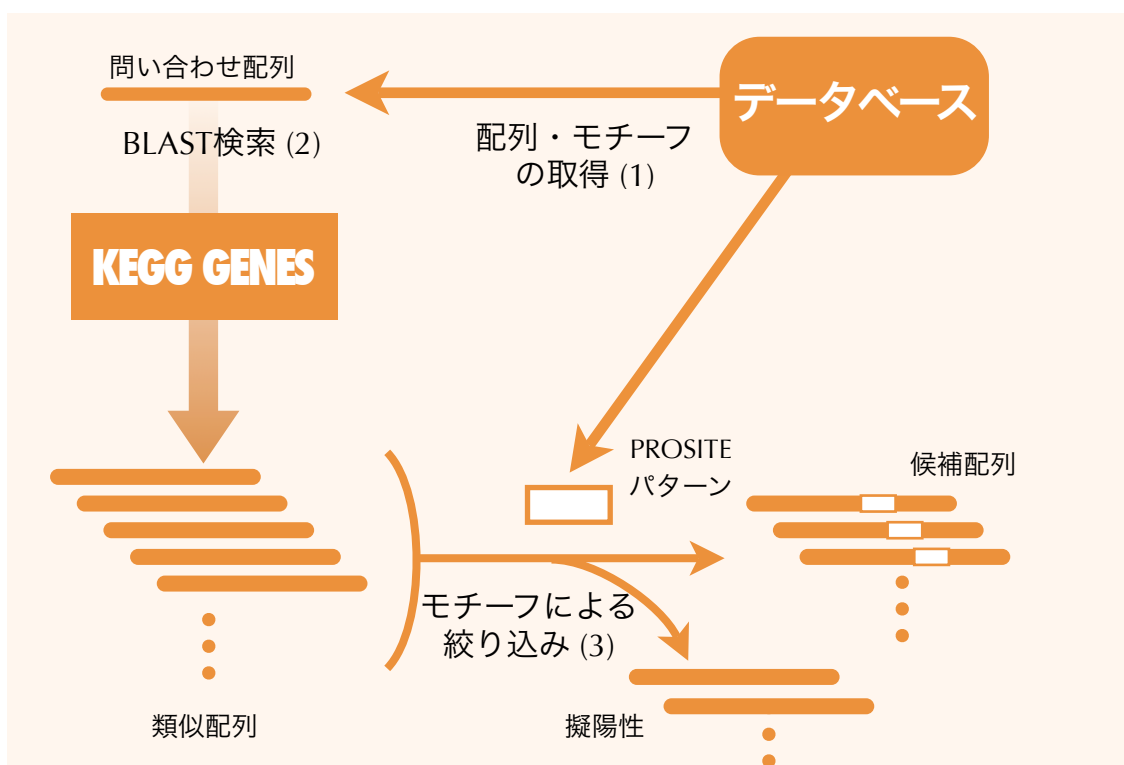 問い合わせ配列
データベース
BLAST検索 (2)
配列・モチーフ
の取得 (1)
KEGG GENES
PROSITE
パターン
候補配列
モチーフによる
絞り込み (3)
類似配列
擬陽性